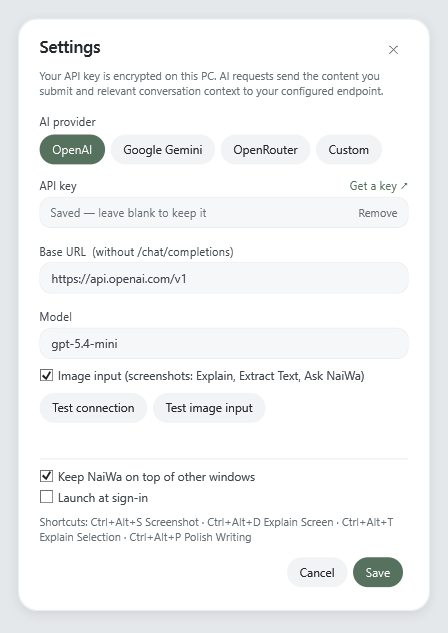 Settings
Your API key is encrypted on this PC. AI requests send the content you
submit and relevant conversation context to your configured endpoint.
AI provider
OpenAI Google Gemini OpenRouter Custom
API key Get a key ↗
Saved — leave blank to keep it Remove
Base URL (without /chat/completions)
https://api.openai.com/v1
Model
gpt-5.4-mini
Image input (screenshots: Explain, Extract Text, Ask NaiWa)
Test connection Test image input
Keep NaiWa on top of other windows
Launch at sign-in
Shortcuts: Ctrl+Alt+S Screenshot · Ctrl+Alt+D Explain Screen · Ctrl+Alt+T
Explain Selection · Ctrl+Alt+P Polish Writing
Cancel Save